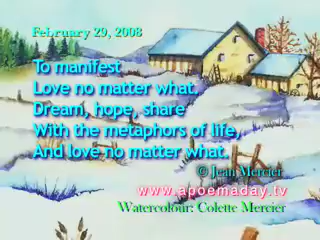 February 29, 2008
To manifest
Love no matter what.
Dream, hope, share
With the metaphors of life,
And love no matter what.
© Jean Mercier
www.apoemaday.tv
Watercolour: Colette Mercier